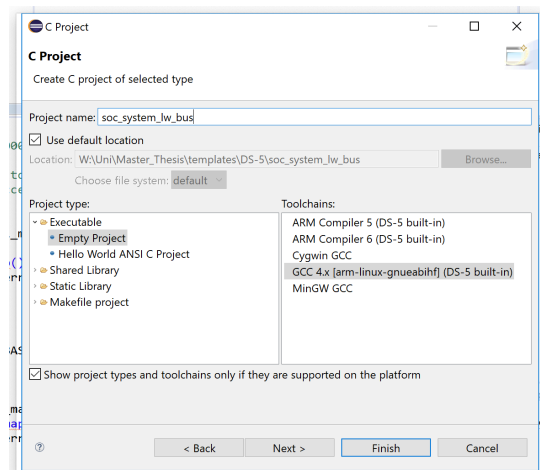 C Project
C Project
Create C project of selected type
Project name: soc_system_lw_bus
Use default location
Location: W:\Uni\Master_Thesis\templates\DS-5\soc_system_lw_bus Browse...
Choose file system: default
Project type: Toolchains:
Executable ARM Compiler 5 (DS-5 built-in)
Empty Project ARM Compiler 6 (DS-5 built-in)
Hello World ANSI C Project Cygwin GCC
Shared Library GCC 4.x [arm-linux-gnueabihf] (DS-5 built-in)
Static Library MinGW GCC
Makefile project
Show project types and toolchains only if they are supported on the platform
< Back Next > Finish Cancel